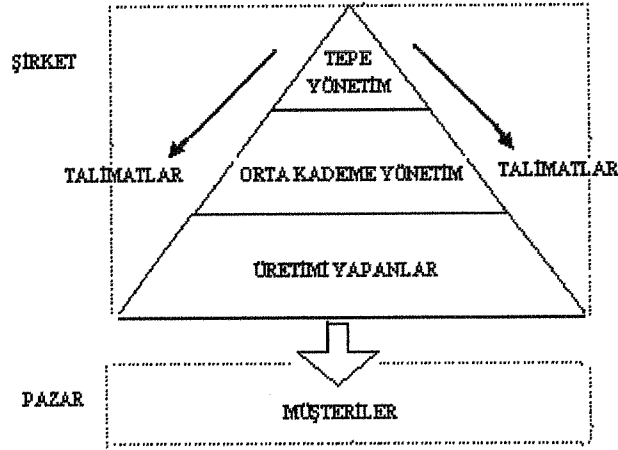 ŞİRKET
TEPE
YÖNETİM
TALİMATLAR
ORTA KADEME YÖNETİM
TALİMATLAR
ÜRETİMİ YAPANLAR
PAZAR
MÜŞTERİLER